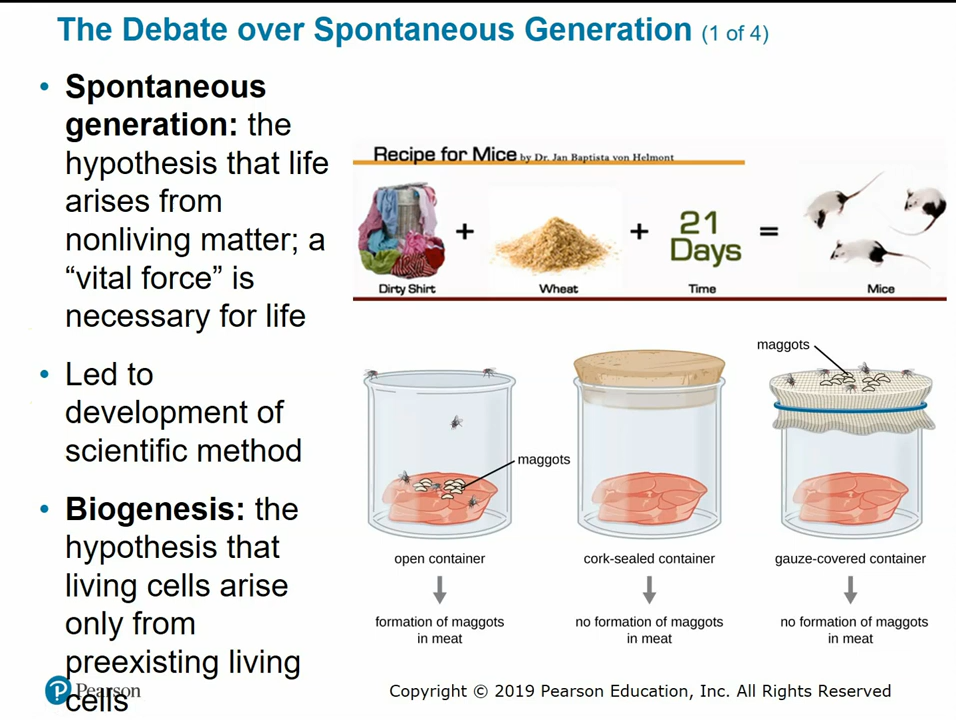 The Debate over Spontaneous Generation (1 of 4)
• Spontaneous
generation: the
hypothesis that life
arises from
nonliving matter; a
“vital force” is
necessary for life
• Led to
development of
scientific method
• Biogenesis: the
hypothesis that
living cells arise
only from
preexisting living
cells
Recipe for Mice by Dr. Jan Baptista von Helmont
+
+
21
Days
=
Dirty Shirt
Wheat
Time
Mice
maggots
maggots
open container
cork-sealed container
gauze-covered container
formation of maggots
in meat
no formation of maggots
in meat
no formation of maggots
in meat
P Pearson
Copyright © 2019 Pearson Education, Inc. All Rights Reserved